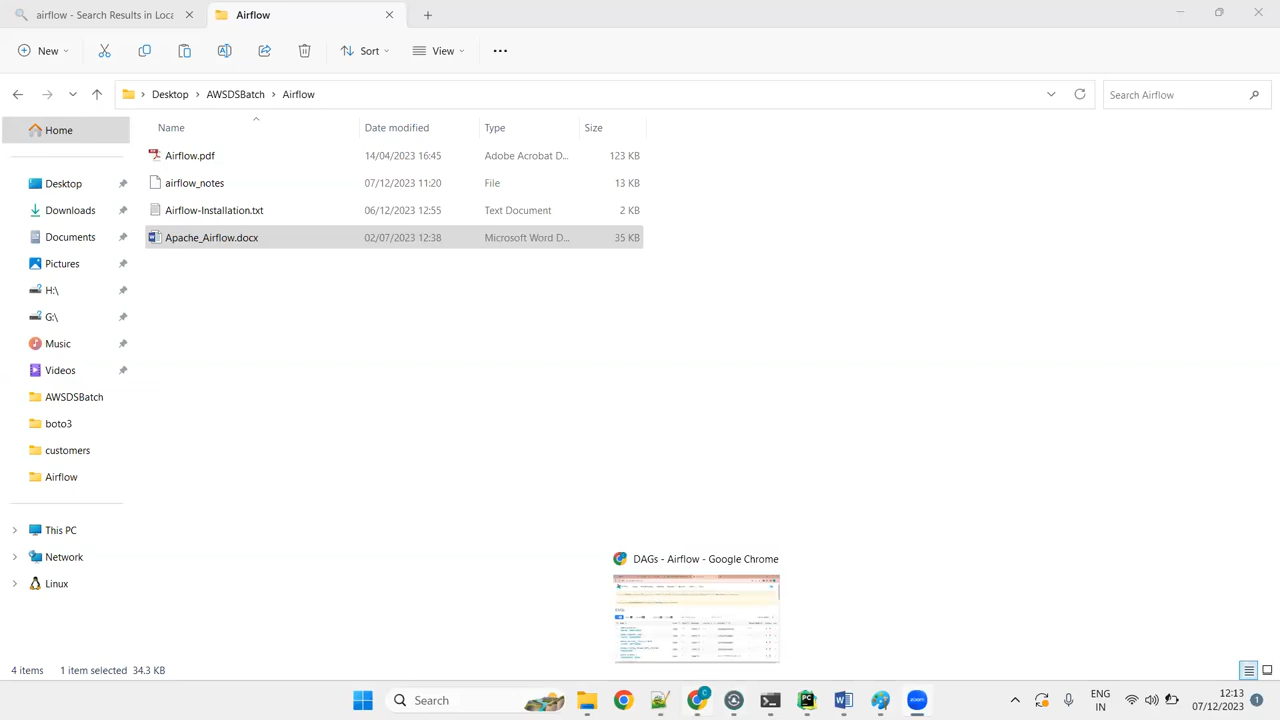 airflow - Search Results in Loca
Airflow
New
Sort
View
Desktop > AWSDSBatch > Airflow
Search Airflow
Home
Name
Date modified
Type
Size
Airflow.pdf
14/04/2023 16:45
Adobe Acrobat D...
123 KB
airflow_notes
07/12/2023 11:20
File
13 KB
Airflow-Installation.txt
06/12/2023 12:55
Text Document
2 KB
Apache_Airflow.docx
02/07/2023 12:38
Microsoft Word D...
35 KB
Desktop
Downloads
Documents
Pictures
H:\
G:\
Music
Videos
AWSDSBatch
boto3
customers
Airflow
This PC
Network
Linux
DAGs - Airflow - Google Chrome
4 items
34.3 KB
Search
zoom
ENG
IN
12:13
07/12/2023
1